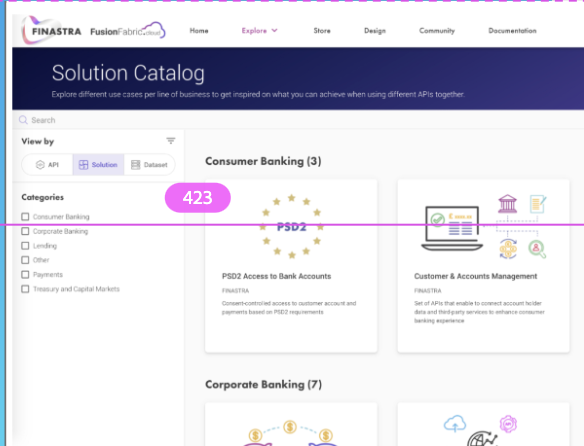 FINASTRA FusionFabric.cloud Home Explore Store Design Community Documentation
Solution Catalog
Explore different use cases per line of business to get inspired on what you can achieve when using different APIs together.
Search
View by
API Solution Dataset
Categories
Consumer Banking
Corporate Banking
Lending
Other
Payments
Treasury and Capital Markets
423
Consumer Banking (3)
PSD2
PSD2 Access to Bank Accounts
FINASTRA
Consent-controlled access to customer account and
payments based on PSD2 requirements
SIGN IN
Customer & Accounts Management
FINASTRA
Set of APIs that enable to connect account holder
data and third-party services to enhance consumer
banking experience
Corporate Banking (7)